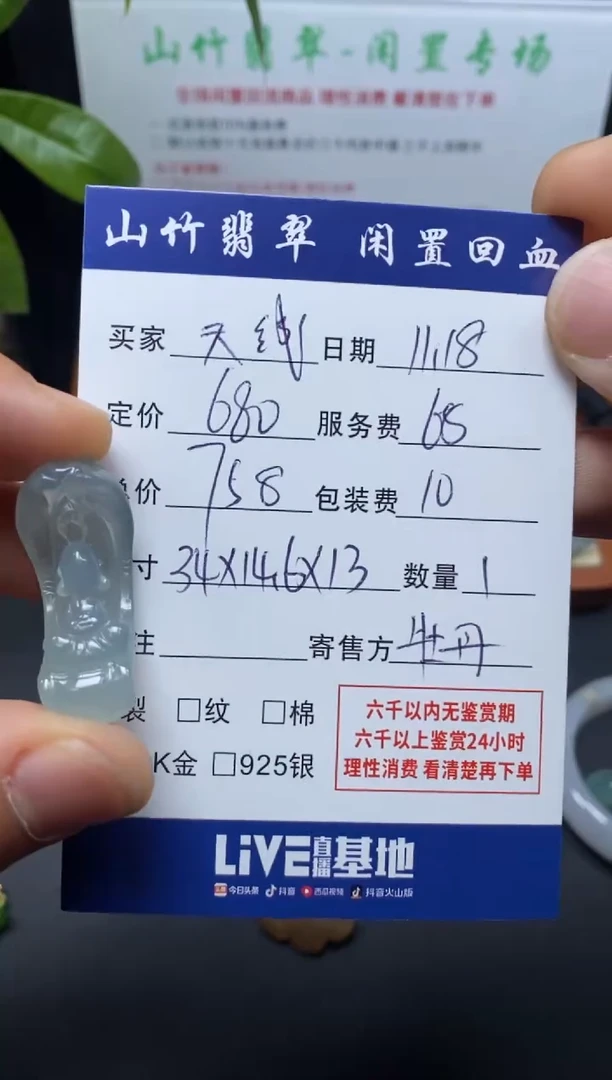 山竹翡翠-闲置专场
山竹翡翠 闲置回血
买家 天线 日期 11.18
定价 680 服务费 68
总价 758 包装费 10
寸 34X14.6X13 数量 1
注 寄售方 牡丹
裂 □纹 □棉
K金 □925银
六千以内无鉴赏期
六千以上鉴赏24小时
理性消费 看清楚再下单
LiVE直播基地
今日头条 抖音 西瓜视频 抖音火山版